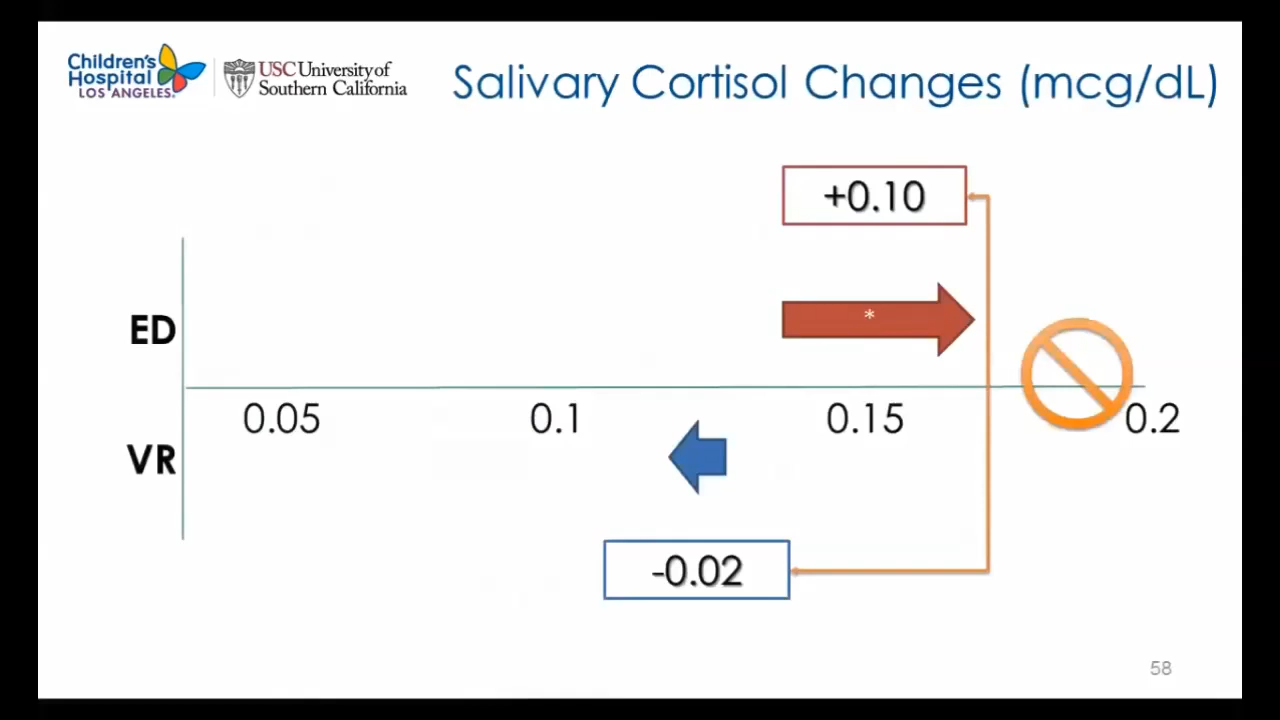 Children's
Hospital
LOS ANGELES.
USC University of
Southern California
Salivary Cortisol Changes (mcg/dL)
+0.10
ED
*
0.05
0.1
0.15
0.2
VR
-0.02
58